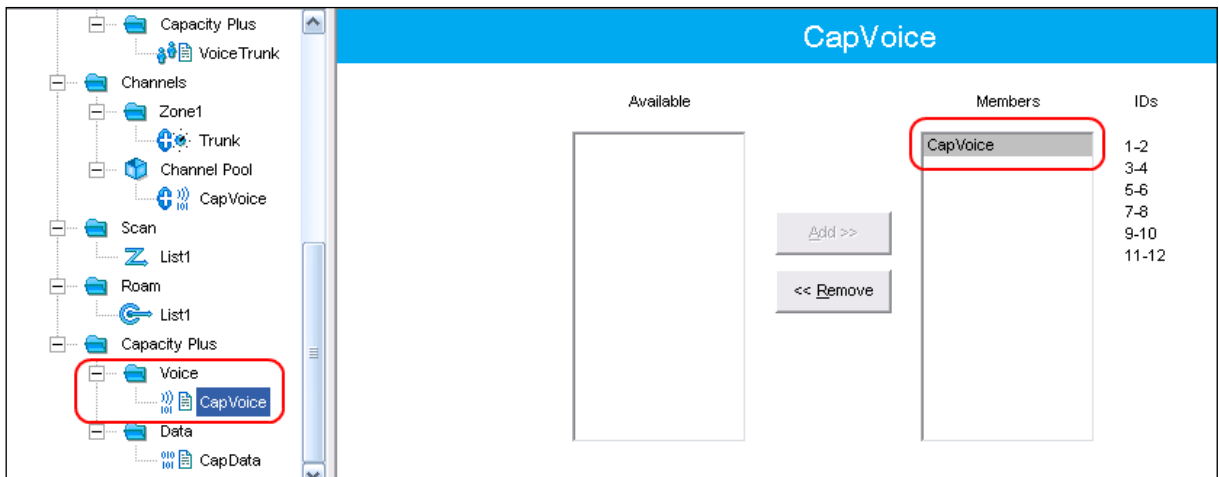 Capacity Plus
VoiceTrunk
Channels
Zone1
Trunk
Channel Pool
CapVoice
Scan
List1
Roam
List1
Capacity Plus
Voice
CapVoice
Data
CapData
CapVoice
Available
Members
IDs
CapVoice
1-2
3-4
5-6
7-8
9-10
11-12
Add >>
<< Remove